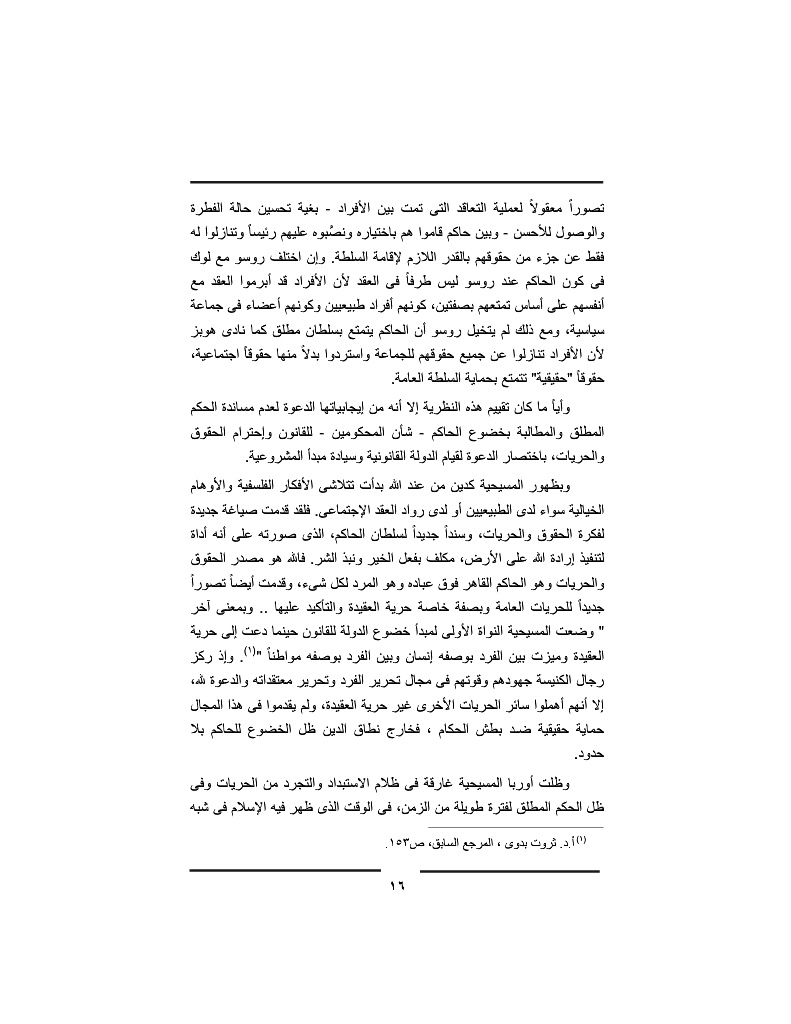 تصوراً معقولاً لعملية التعاقد التى تمت بين الأفراد - بغية تحسين حالة الفطرة
والوصول للأحسن - وبين حاكم قاموا هم باختياره ونصُبوه عليهم رئيساً وتنازلوا له
فقط عن جزء من حقوقهم بالقدر اللازم لإقامة السلطة. وإن اختلف روسو مع لوك
فى كون الحاكم عند روسو ليس طرفاً فى العقد لأن الأفراد قد أبرموا العقد مع
أنفسهم على أساس تمتعهم بصفتين، كونهم أفراد طبيعيين وكونهم أعضاء فى جماعة
سياسية، ومع ذلك لم يتخيل روسو أن الحاكم يتمتع بسلطان مطلق كما نادى هوبز
لأن الأفراد تنازلوا عن جميع حقوقهم للجماعة واستردوا بدلاً منها حقوقاً اجتماعية،
حقوقاً "حقيقية" تتمتع بحماية السلطة العامة.
وأياً ما كان تقييم هذه النظرية إلا أنه من إيجابياتها الدعوة لعدم مساندة الحكم
المطلق والمطالبة بخضوع الحاكم - شأن المحكومين - للقانون وإحترام الحقوق
والحريات، باختصار الدعوة لقيام الدولة القانونية وسيادة مبدأ المشروعية.
وبظهور المسيحية كدين من عند الله بدأت تتلاشى الأفكار الفلسفية والأوهام
الخيالية سواء لدى الطبيعيين أو لدى رواد العقد الإجتماعى. فلقد قدمت صياغة جديدة
لفكرة الحقوق والحريات، وسنداً جديداً لسلطان الحاكم، الذى صورته على أنه أداة
لتنفيذ إرادة الله على الأرض، مكلف بفعل الخير ونبذ الشر. فالله هو مصدر الحقوق
والحريات وهو الحاكم القاهر فوق عباده وهو المرد لكل شىء، وقدمت أيضاً تصوراً
جديداً للحريات العامة وبصفة خاصة حرية العقيدة والتأكيد عليها .. وبمعنى آخر
" وضعت المسيحية النواة الأولى لمبدأ خضوع الدولة للقانون حينما دعت إلى حرية
العقيدة وميزت بين الفرد بوصفه إنسان وبين الفرد بوصفه مواطناً "(١). وإذ ركز
رجال الكنيسة جهودهم وقوتهم فى مجال تحرير الفرد وتحرير معتقداته والدعوة لله،
إلا أنهم أهملوا سائر الحريات الأخرى غير حرية العقيدة، ولم يقدموا فى هذا المجال
حماية حقيقية ضد بطش الحكام ، فخارج نطاق الدين ظل الخضوع للحاكم بلا
حدود.
وظلت أوربا المسيحية غارقة فى ظلام الاستبداد والتجرد من الحريات وفى
ظل الحكم المطلق لفترة طويلة من الزمن، فى الوقت الذى ظهر فيه الإسلام فى شبه
(١) أ.د. ثروت بدوى ، المرجع السابق، ص١٥٣.
١٦